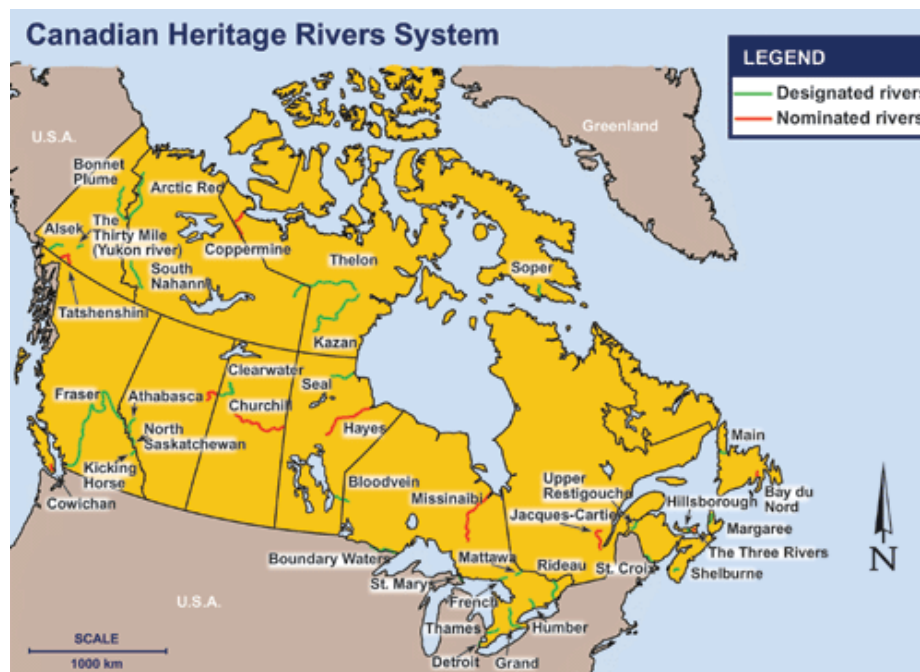 Canadian Heritage Rivers System
LEGEND
Designated rivers
Nominated rivers
U.S.A.
Greenland
Bonnet
Plume
Arctic Red
Alsek
The
Thirty Mile
(Yukon river)
Coppermine
Thelon
Soper
South
Nahanni
Tatshenshini
Kazan
Clearwater
Seal
Fraser
Athabasca
Churchill
North
Saskatchewan
Hayes
Main
Kicking
Horse
Bloodvein
Missinaibi
Upper
Restigouche
Hillsborough
Bay du
Nord
Cowichan
Jacques-Cartier
Margaree
N
Boundary Waters
Mattawa
Rideau
St. Croix
The Three Rivers
Shelburne
St. Marys
French
U.S.A.
Thames
Humber
Detroit
Grand
SCALE
1000 km